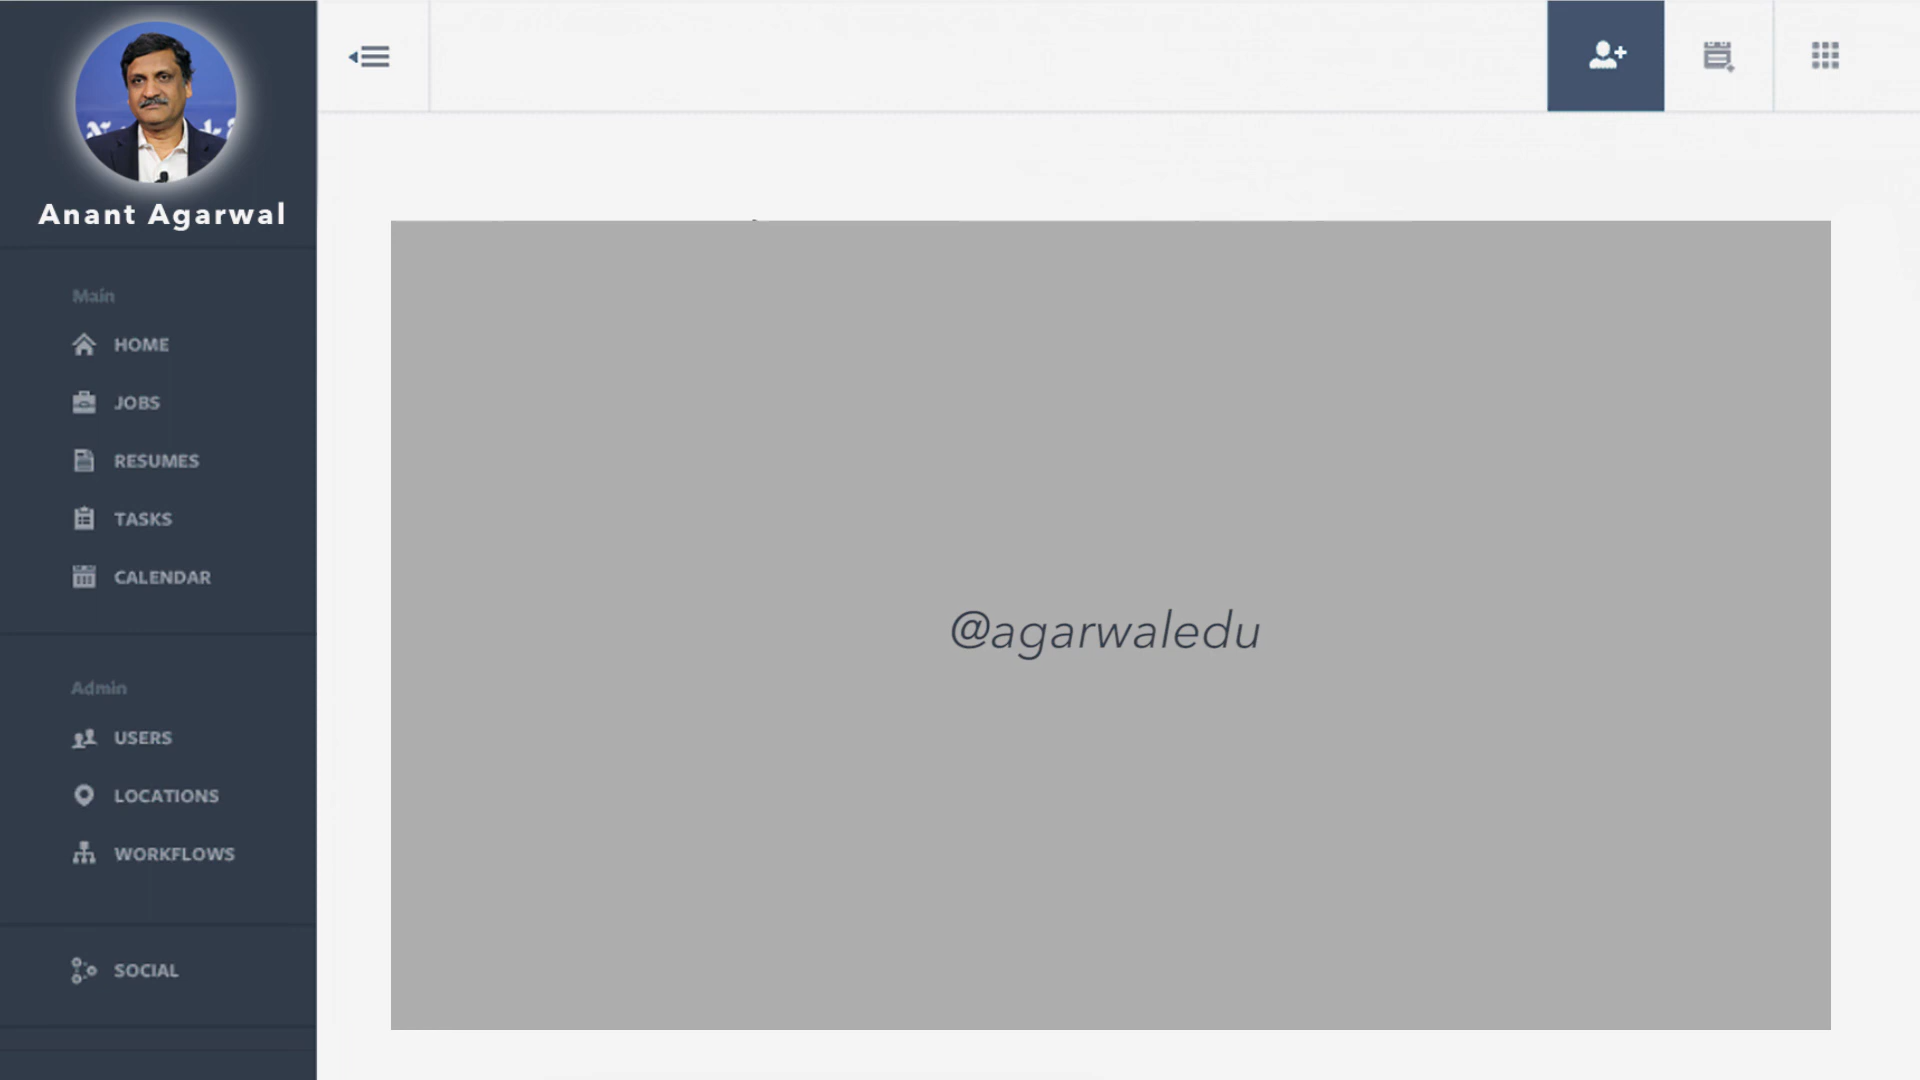 Anant Agarwal
Main
HOME
JOBS
RESUMES
TASKS
CALENDAR
Admin
USERS
LOCATIONS
WORKFLOWS
SOCIAL
@agarwaledu